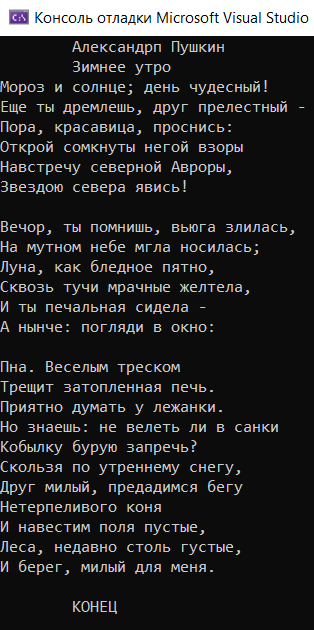 Консоль отладки Microsoft Visual Studio
Александрп Пушкин
Зимнее утро
Мороз и солнце; день чудесный!
Еще ты дремлешь, друг прелестный -
Пора, красавица, проснись:
Открой сомкнуты негой взоры
Навстречу северной Авроры,
Звездою севера явись!
Вечор, ты помнишь, вьюга злилась,
На мутном небе мгла носилась;
Луна, как бледное пятно,
Сквозь тучи мрачные желтела,
И ты печальная сидела -
А нынче: погляди в окно:
Пна. Веселым треском
Трещит затопленная печь.
Приятно думать у лежанки.
Но знаешь: не велеть ли в санки
Кобылку бурую запречь?
Скользя по утреннему снегу,
Друг милый, предадимся бегу
Нетерпеливого коня
И навестим поля пустые,
Леса, недавно столь густые,
И берег, милый для меня.
КОНЕЦ